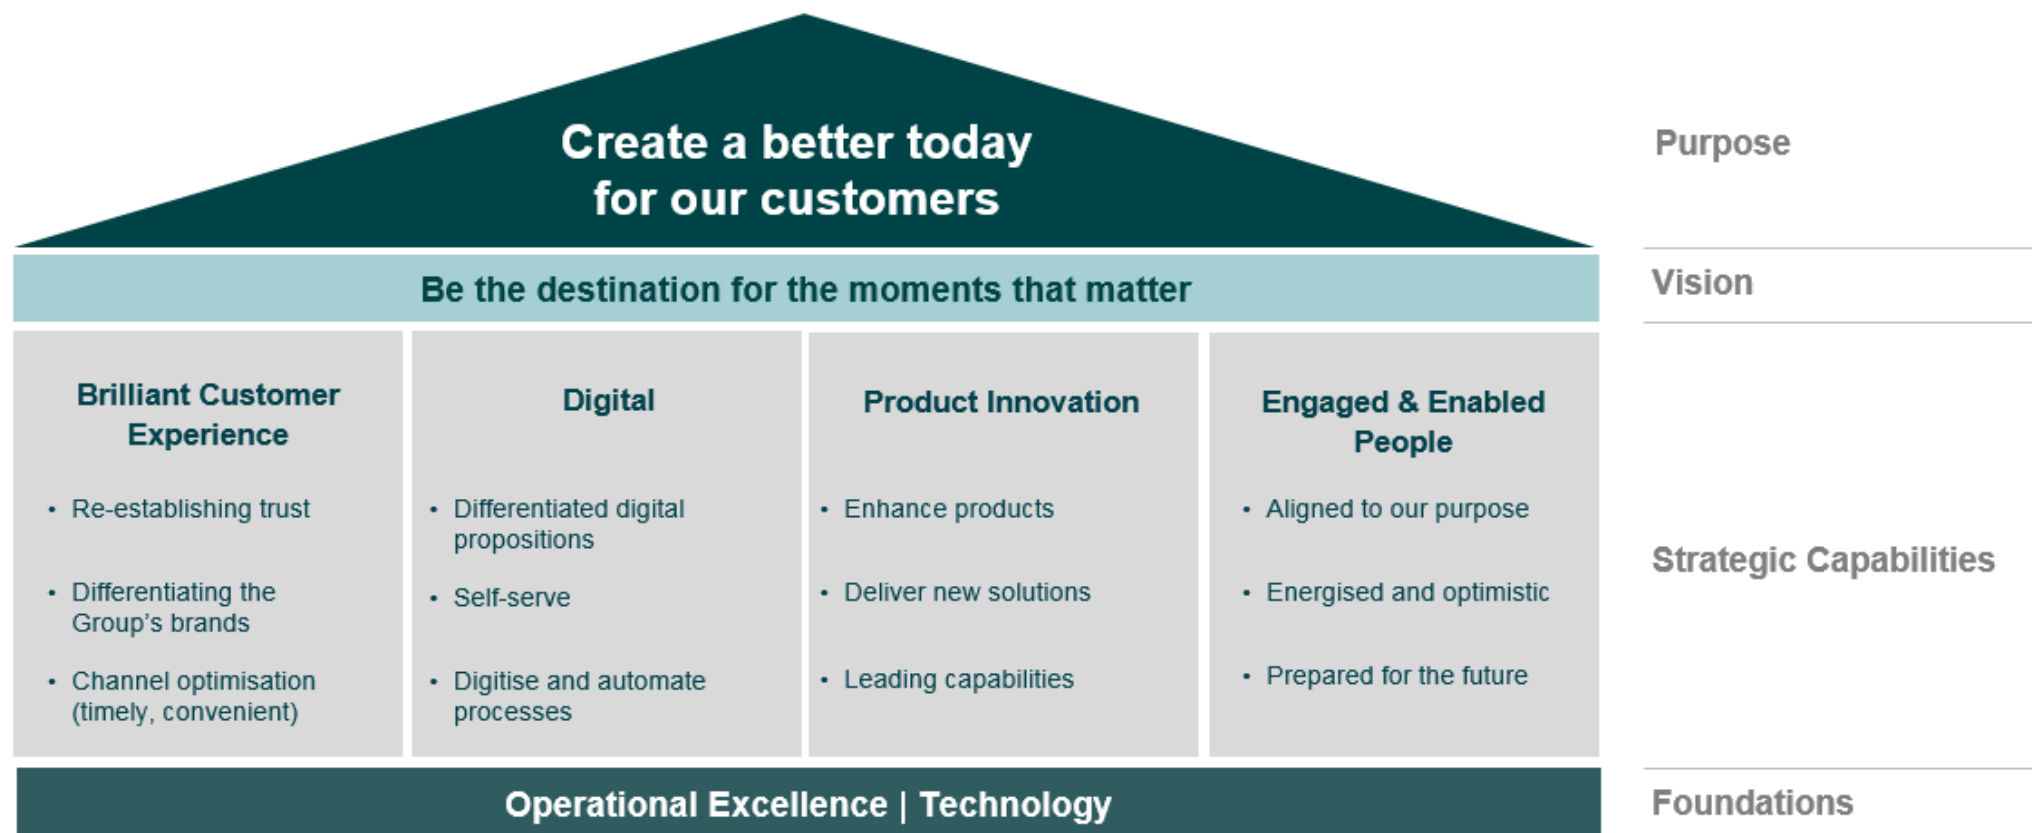 Create a better today
for our customers
Purpose
Be the destination for the moments that matter
Vision
Brilliant Customer
Experience
• Re-establishing trust
• Differentiating the
Group's brands
• Channel optimisation
(timely, convenient)
Digital
• Differentiated digital
propositions
• Self-serve
• Digitise and automate
processes
Product Innovation
• Enhance products
• Deliver new solutions
• Leading capabilities
Engaged & Enabled
People
• Aligned to our purpose
• Energised and optimistic
• Prepared for the future
Strategic Capabilities
Operational Excellence | Technology
Foundations